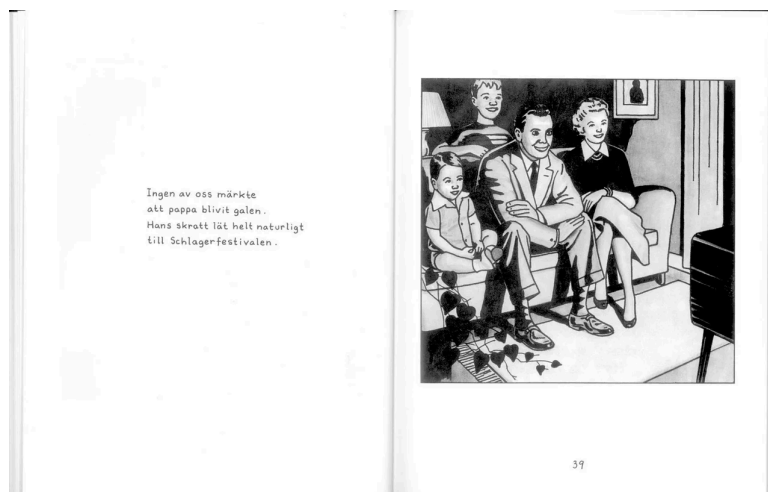 Ingen av oss märkte
att pappa blivit galen.
Hans skratt lät helt naturligt
till Schlagerfestivalen.
39